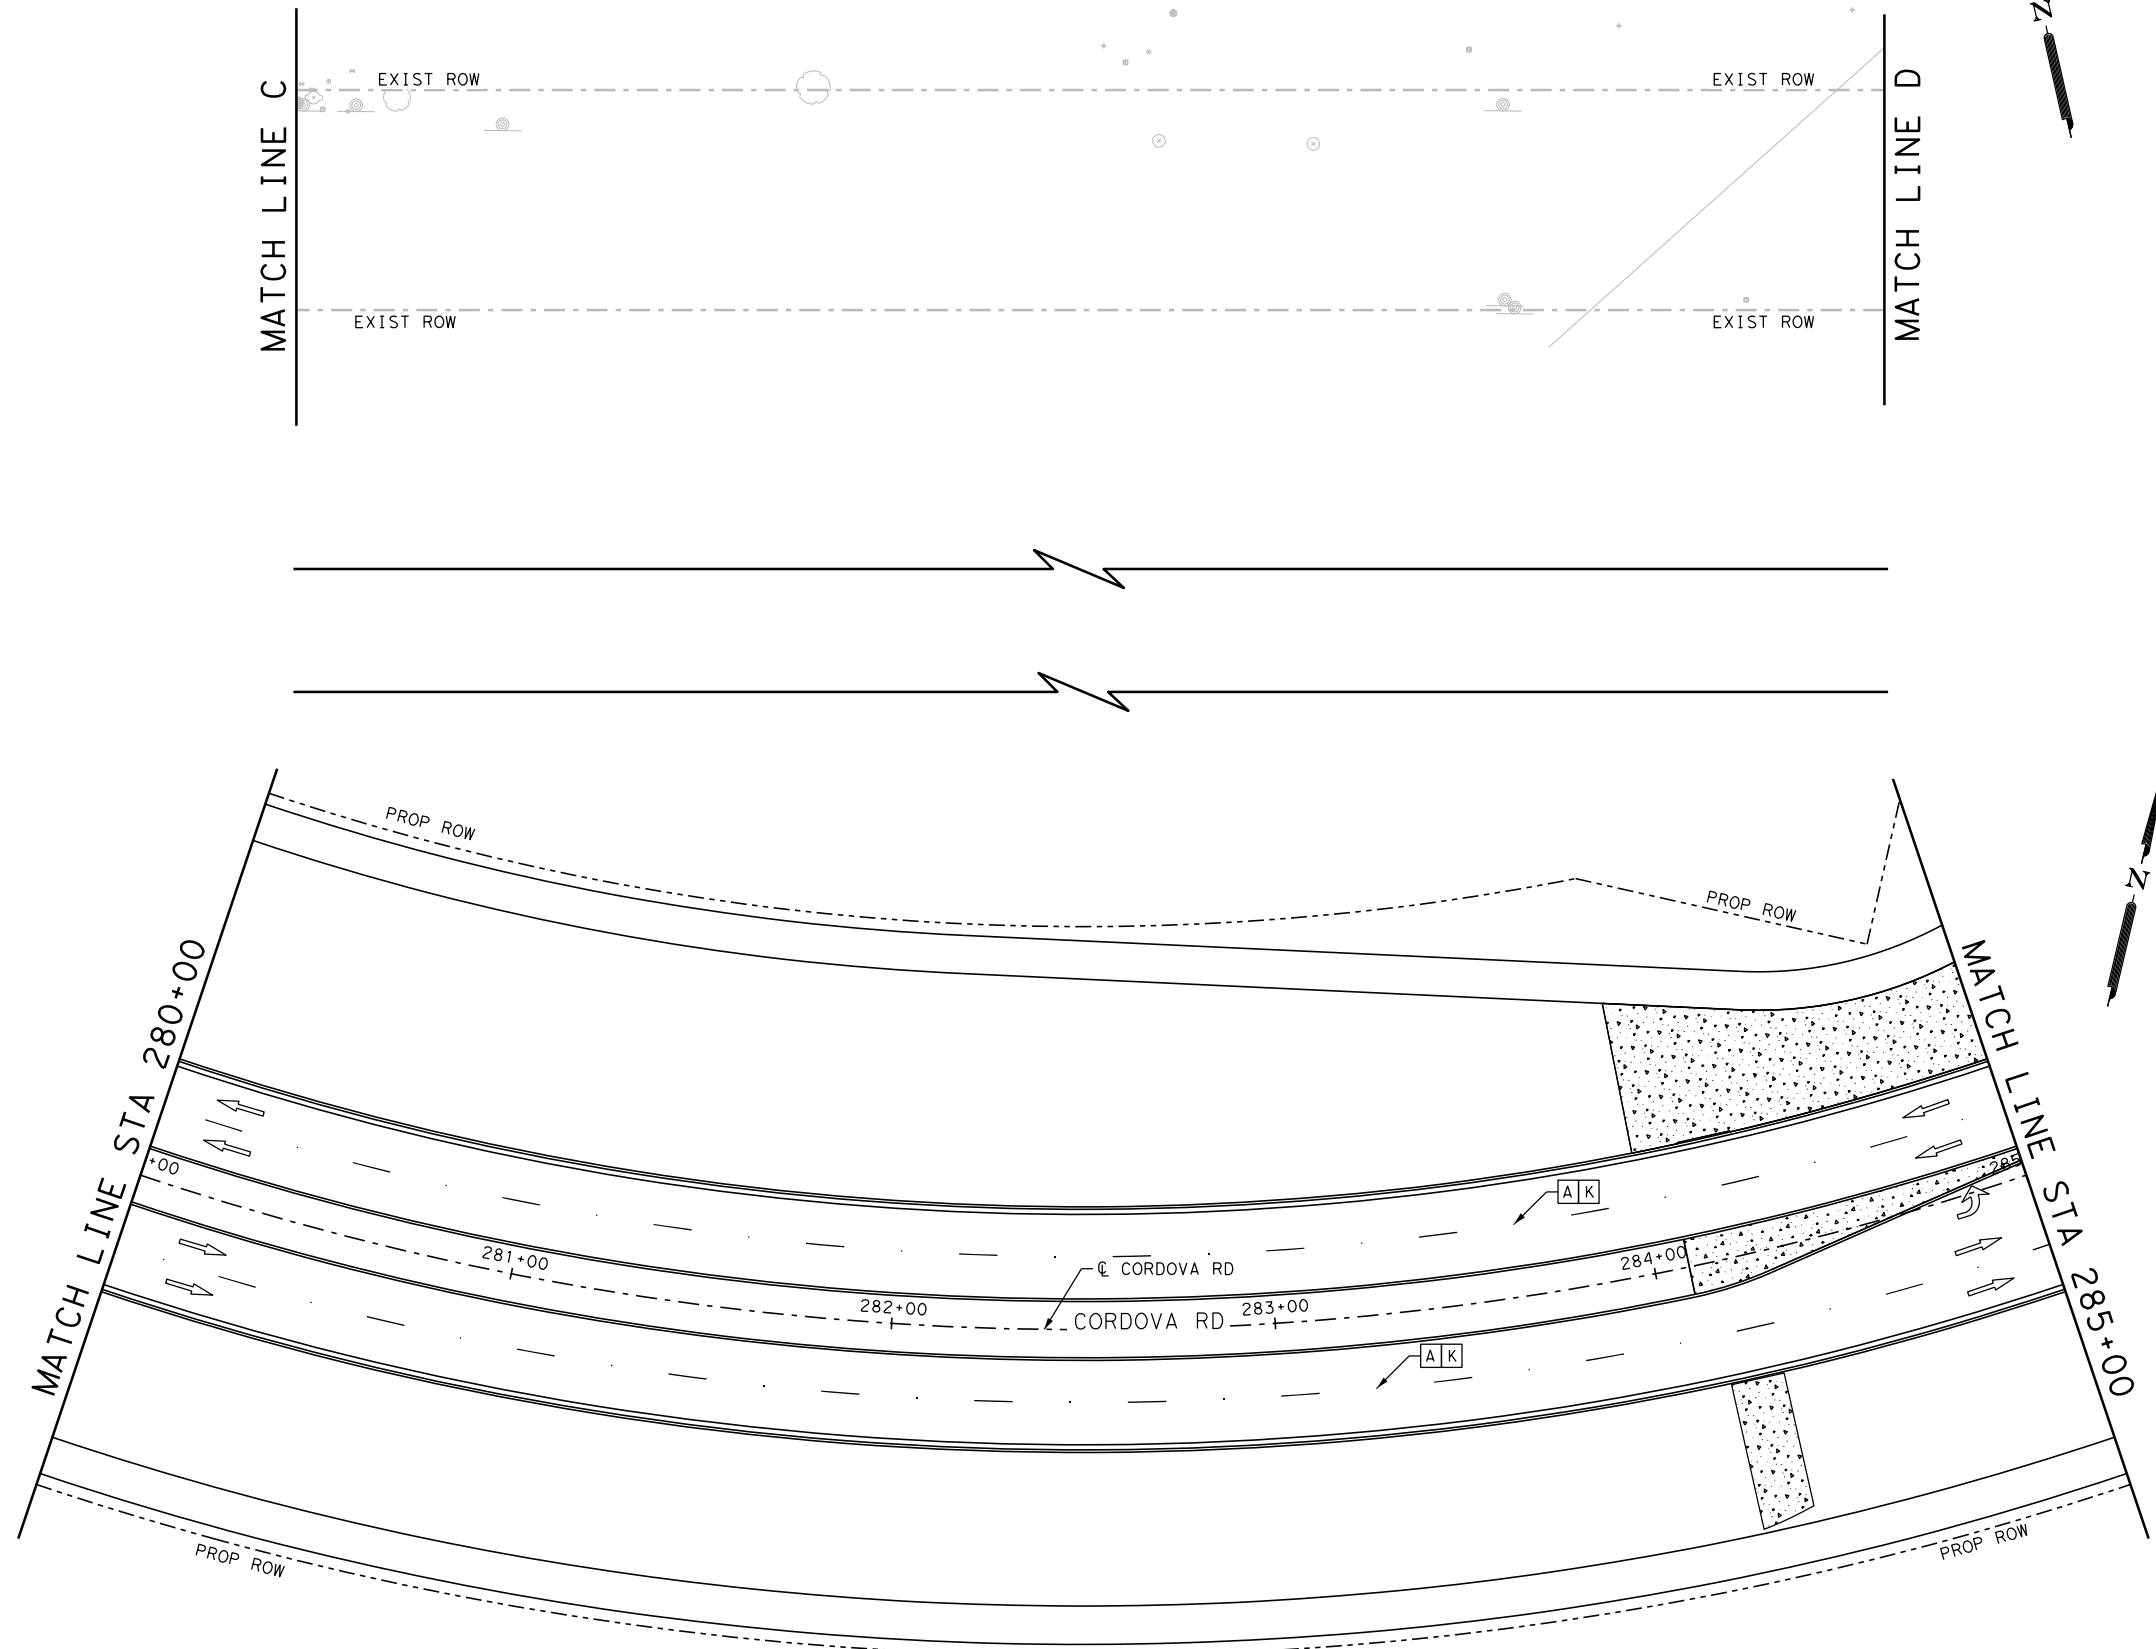 N
EXIST ROW
EXIST ROW
MATCH LINE C
MATCH LINE D
EXIST ROW
EXIST ROW
PROP ROW
N
PROP ROW
MATCH LINE STA 280+00
MATCH LINE STA 285+00
+00
285
A K
281+00
284+00
℄ CORDOVA RD
282+00
283+00
CORDOVA RD
A K
PROP ROW
PROP ROW